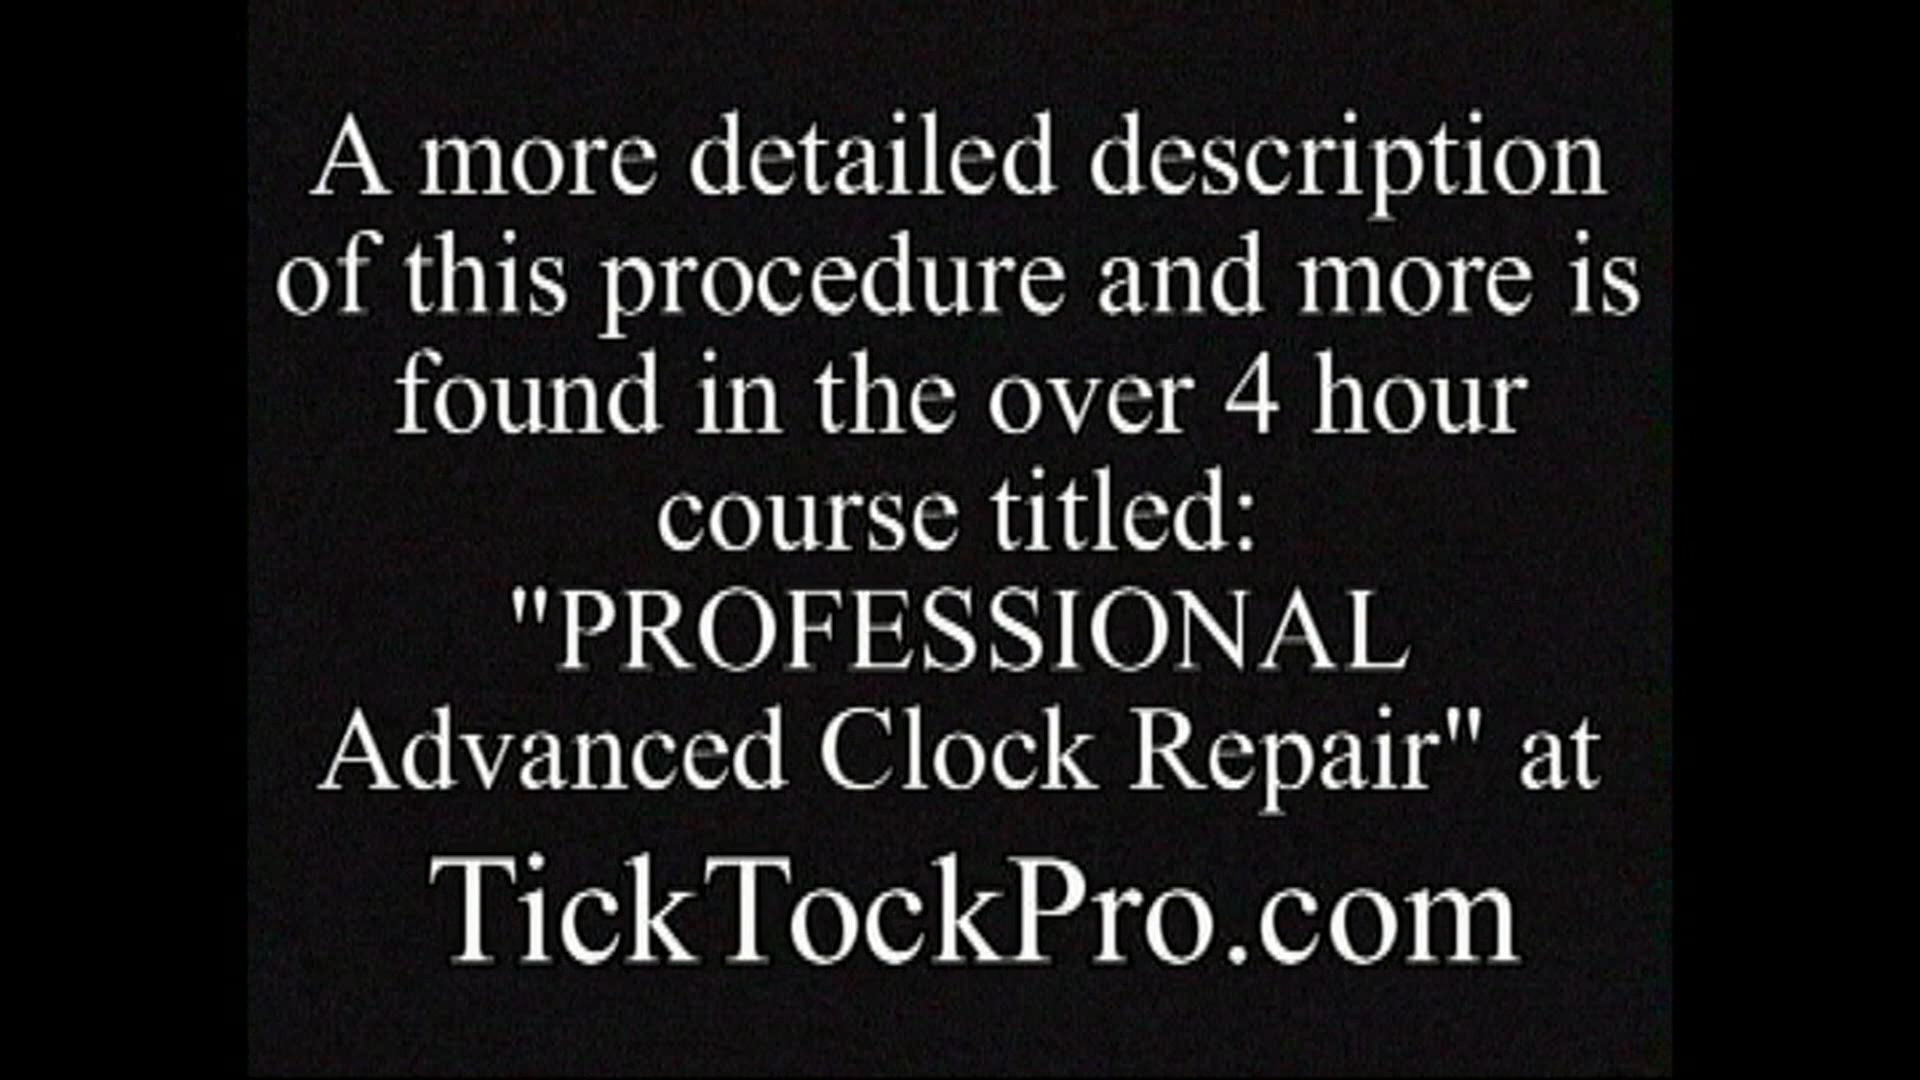 A more detailed description
of this procedure and more is
found in the over 4 hour
course titled:
"PROFESSIONAL
Advanced Clock Repair" at
TickTockPro.com